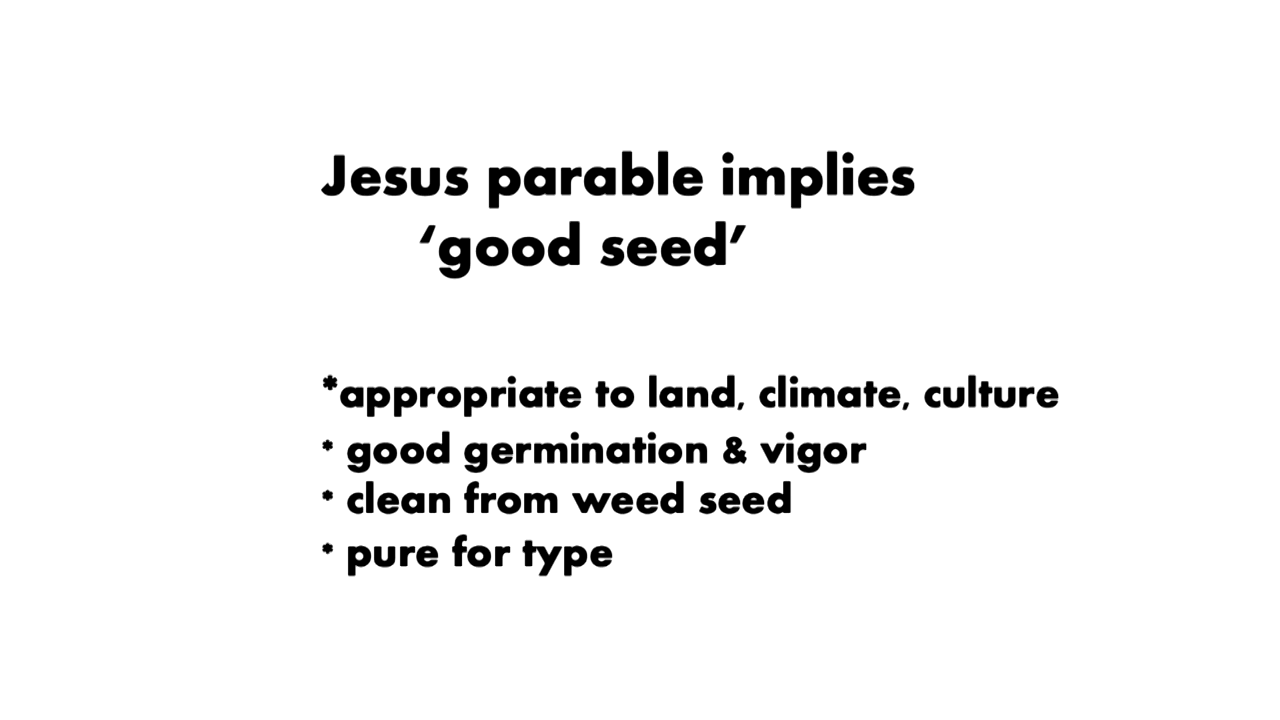 Jesus parable implies
‘good seed’
*appropriate to land, climate, culture
* good germination & vigor
* clean from weed seed
* pure for type